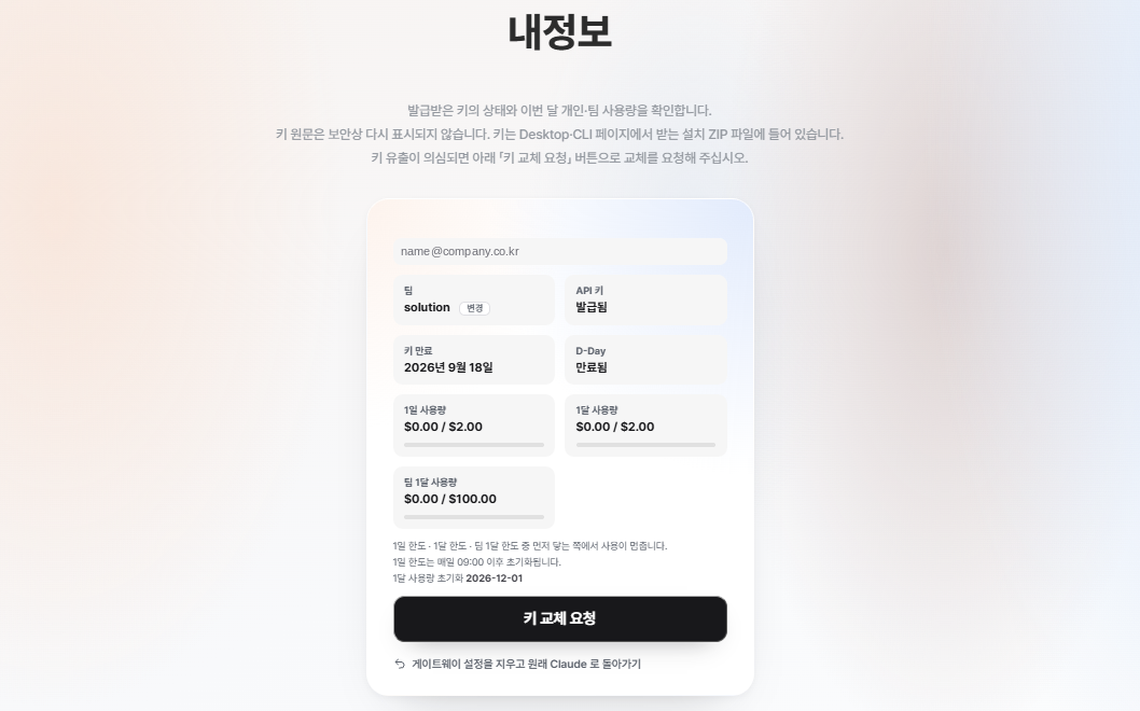 내정보
발급받은 키의 상태와 이번 달 개인·팀 사용량을 확인합니다.
키 원문은 보안상 다시 표시되지 않습니다. 키는 Desktop·CLI 페이지에서 받는 설치 ZIP 파일에 들어 있습니다.
키 유출이 의심되면 아래 「키 교체 요청」 버튼으로 교체를 요청해 주십시오.
name@company.co.kr
팀
solution 변경
API 키
발급됨
키 만료
2026년 9월 18일
D-Day
만료됨
1일 사용량
$0.00 / $2.00
1달 사용량
$0.00 / $2.00
팀 1달 사용량
$0.00 / $100.00
1일 한도 · 1달 한도 · 팀 1달 한도 중 먼저 닿는 쪽에서 사용이 멈춥니다.
1일 한도는 매일 09:00 이후 초기화됩니다.
1달 사용량 초기화 2026-12-01
키 교체 요청
게이트웨이 설정을 지우고 원래 Claude 로 돌아가기